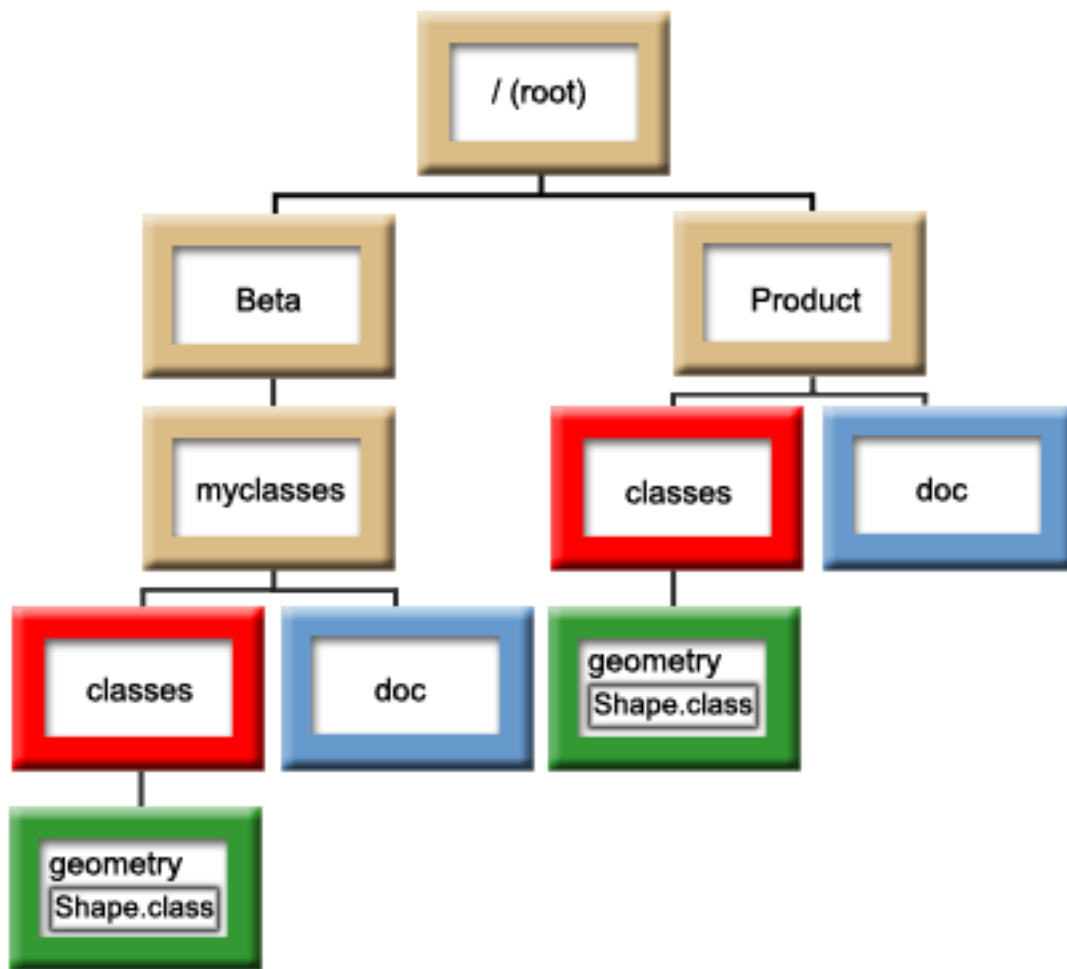 / (root)
Beta
Product
myclasses
classes
doc
classes
doc
geometry
Shape.class
geometry
Shape.class